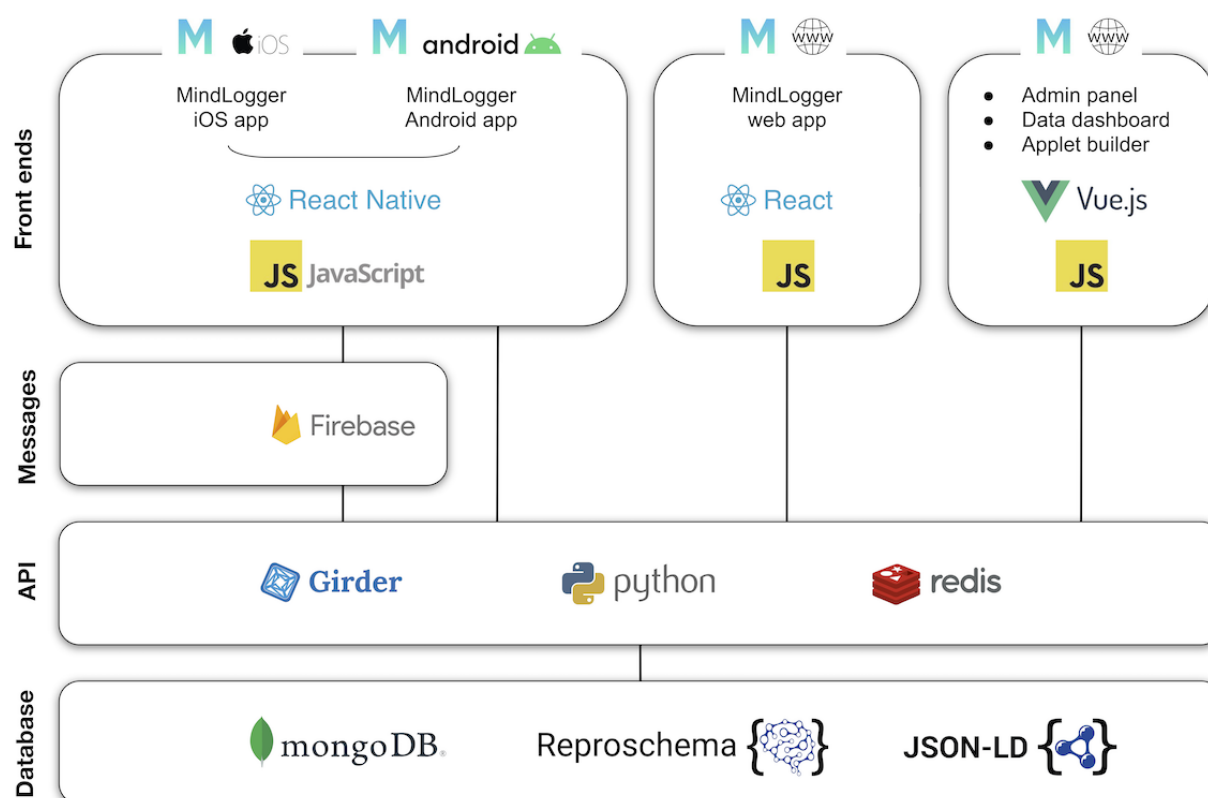 M iOS
M android
M WWW
M WWW
Front ends
MindLogger
iOS app
MindLogger
Android app
MindLogger
web app
• Admin panel
• Data dashboard
• Applet builder
React Native
React
Vue.js
JS JavaScript
JS
JS
Messages
Firebase
API
Girder
python
redis
Database
mongoDB®
Reproschema {}
JSON-LD {}